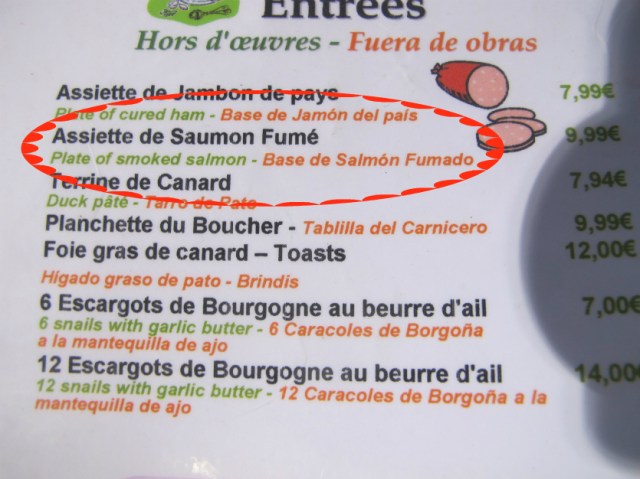 Entrées
Hors d'œuvres - Fuera de obras
Assiette de Jambon de pays 7,99€
Plate of cured ham - Base de Jamón del país
Assiette de Saumon Fumé 9,99€
Plate of smoked salmon - Base de Salmón Fumado
Terrine de Canard 7,94€
Duck pâté - Tarro de Pato
Planchette du Boucher - Tablilla del Carnicero 9,99€
Foie gras de canard – Toasts 12,00€
Higado graso de pato - Brindis
6 Escargots de Bourgogne au beurre d'ail 7,00€
6 snails with garlic butter - 6 Caracoles de Borgoña
a la mantequilla de ajo
12 Escargots de Bourgogne au beurre d'ail 14,00€
12 snails with garlic butter - 12 Caracoles de Borgoña a la
mantequilla de ajo